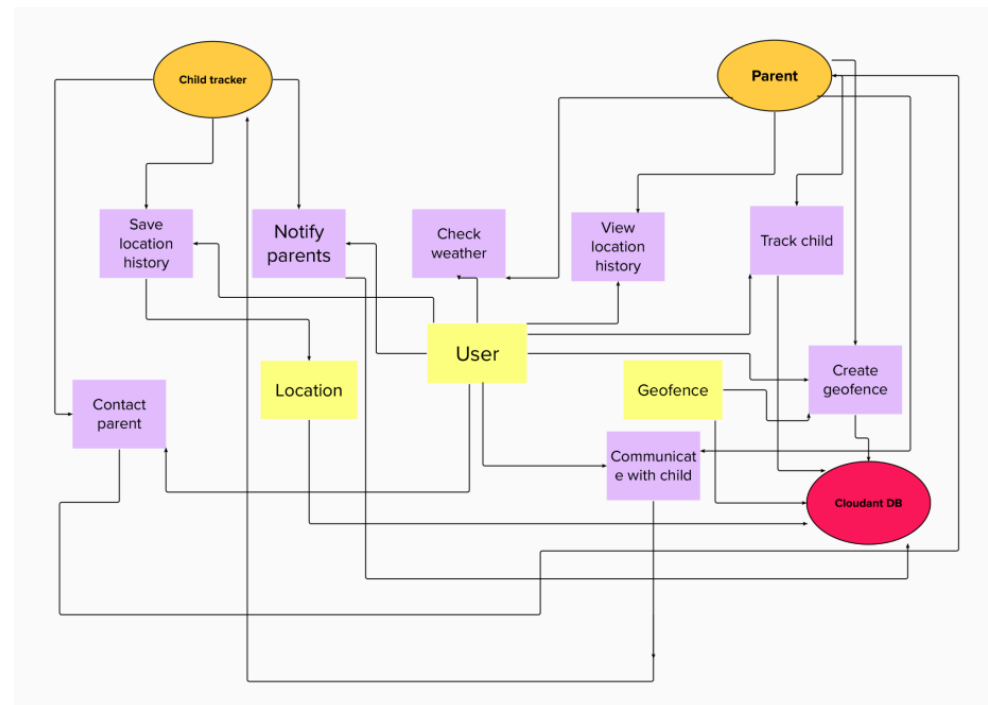 Child tracker
Parent
Save
location
history
Notify
parents
Check
weather
View
location
history
Track child
User
Location
Geofence
Create
geofence
Contact
parent
Communicat
e with child
Cloudant DB